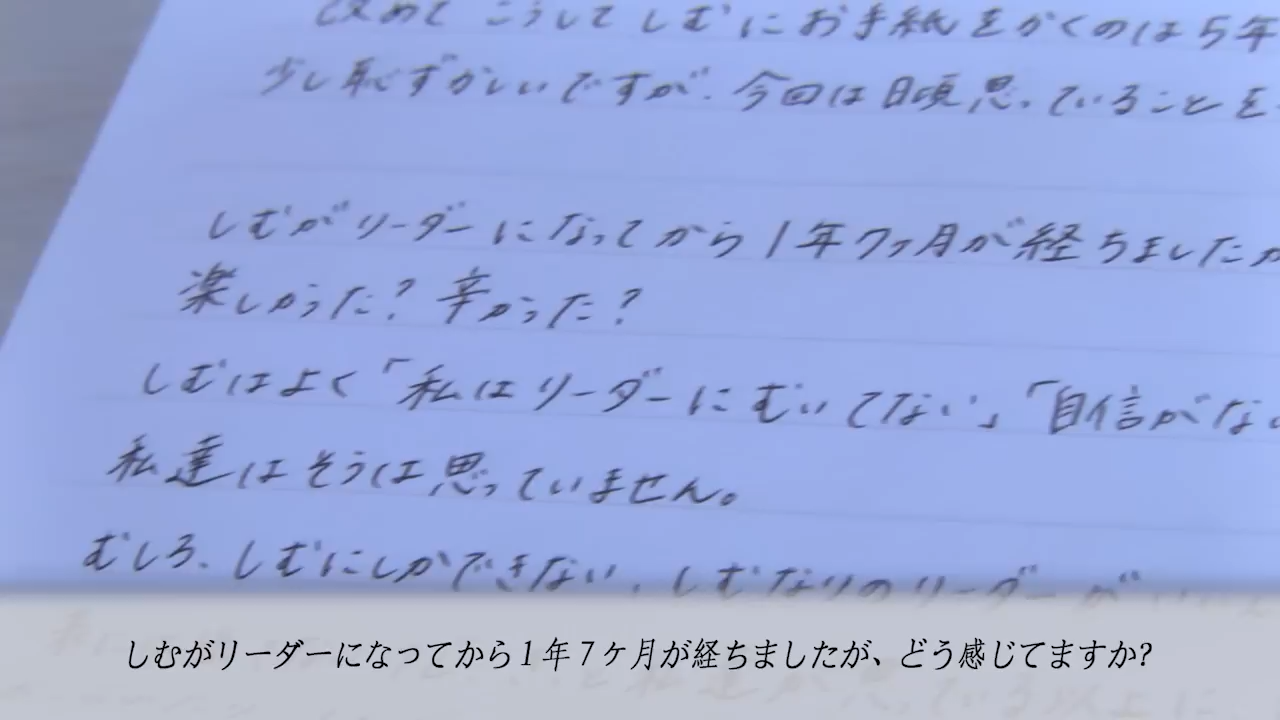 改めて こうして しむに お手紙 をかくのは 5年
少し恥ずかしいですが、今回は 日頃 思っていることを
しむがリーダーになってから 1年7ヶ月が経ちましたが
楽しかった？ 辛かった？
しむはよく「私はリーダーにむいてない」「自信がな
私達はそうは思っていません。
むしろ、しむにしかできない、しむなりのリーダーが
しむがリーダーになってから１年７ケ月が経ちましたが、どう感じてますか？